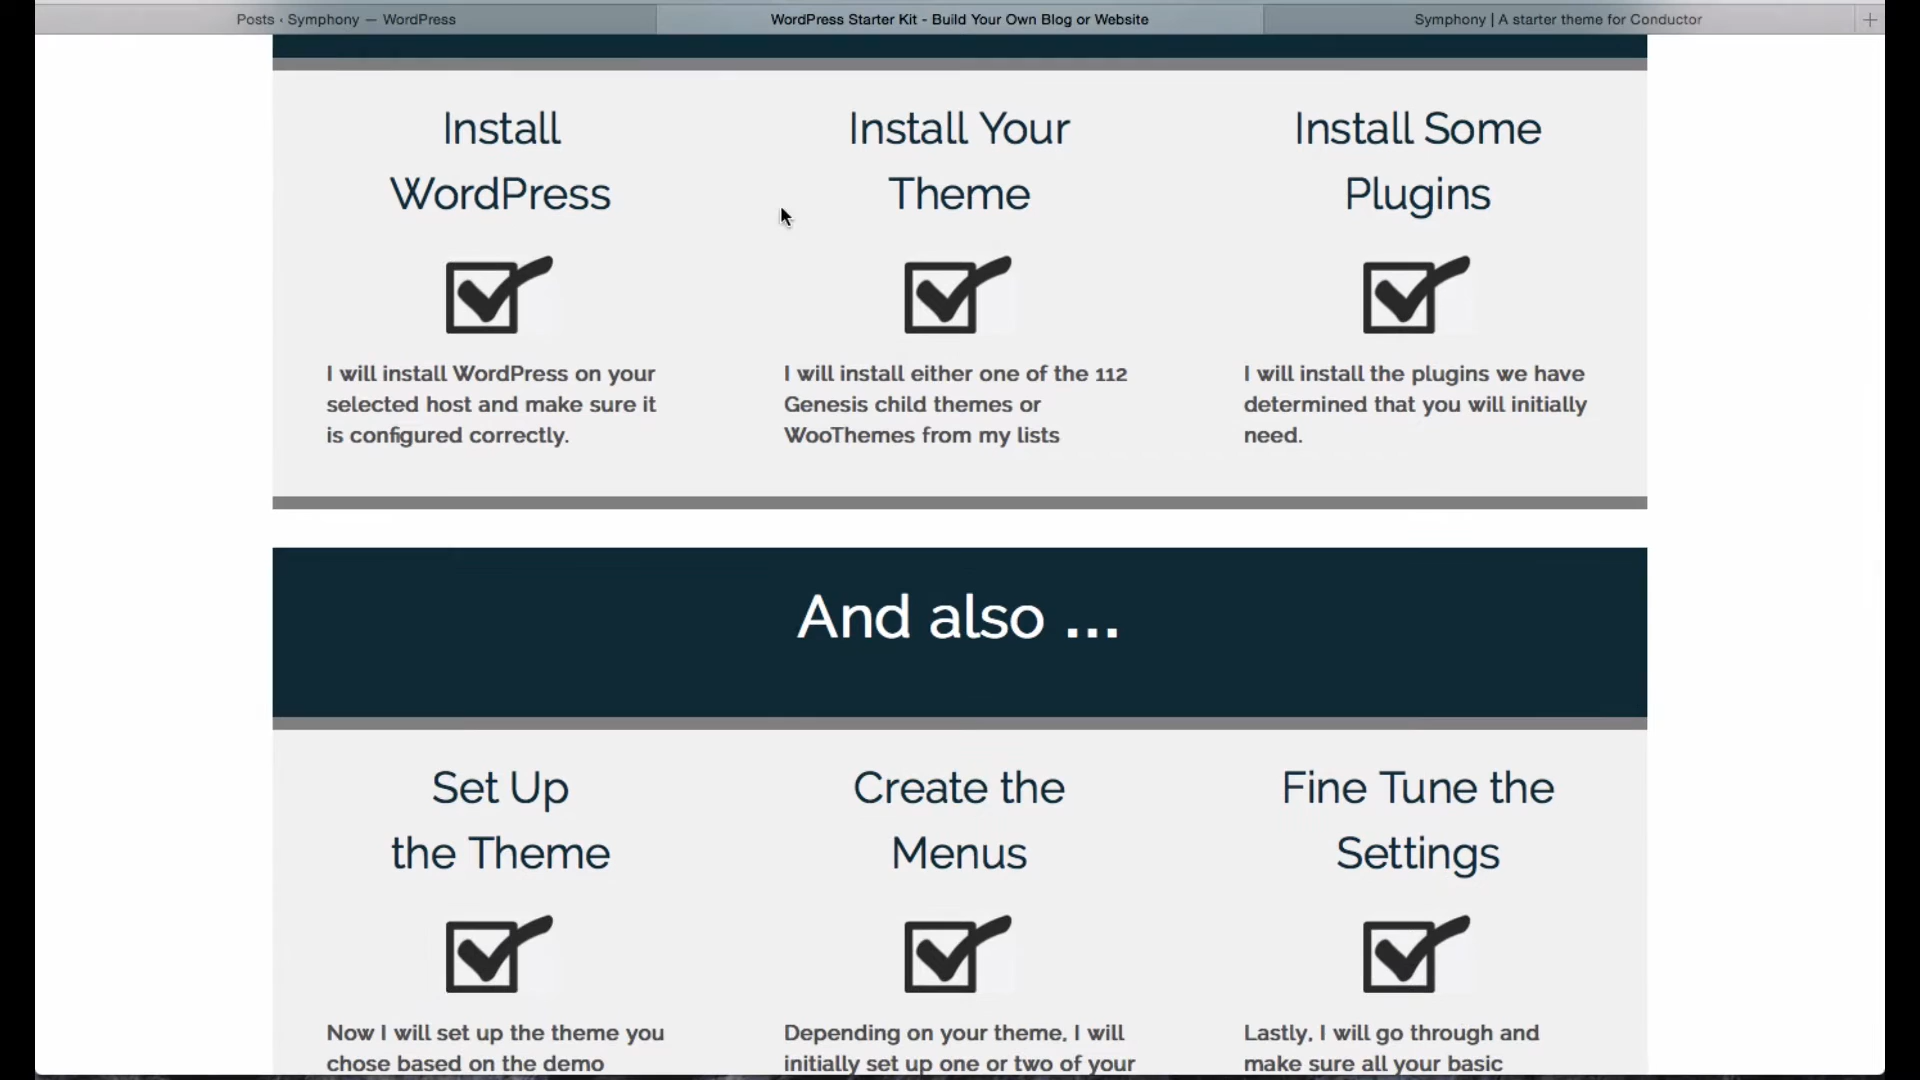 Posts ‹ Symphony — WordPress
WordPress Starter Kit - Build Your Own Blog or Website
Symphony | A starter theme for Conductor
Install
WordPress
I will install WordPress on your
selected host and make sure it
is configured correctly.
Install Your
Theme
I will install either one of the 112
Genesis child themes or
WooThemes from my lists
Install Some
Plugins
I will install the plugins we have
determined that you will initially
need.
And also ...
Set Up
the Theme
Now I will set up the theme you
chose based on the demo
Create the
Menus
Depending on your theme, I will
initially set up one or two of your
Fine Tune the
Settings
Lastly, I will go through and
make sure all your basic